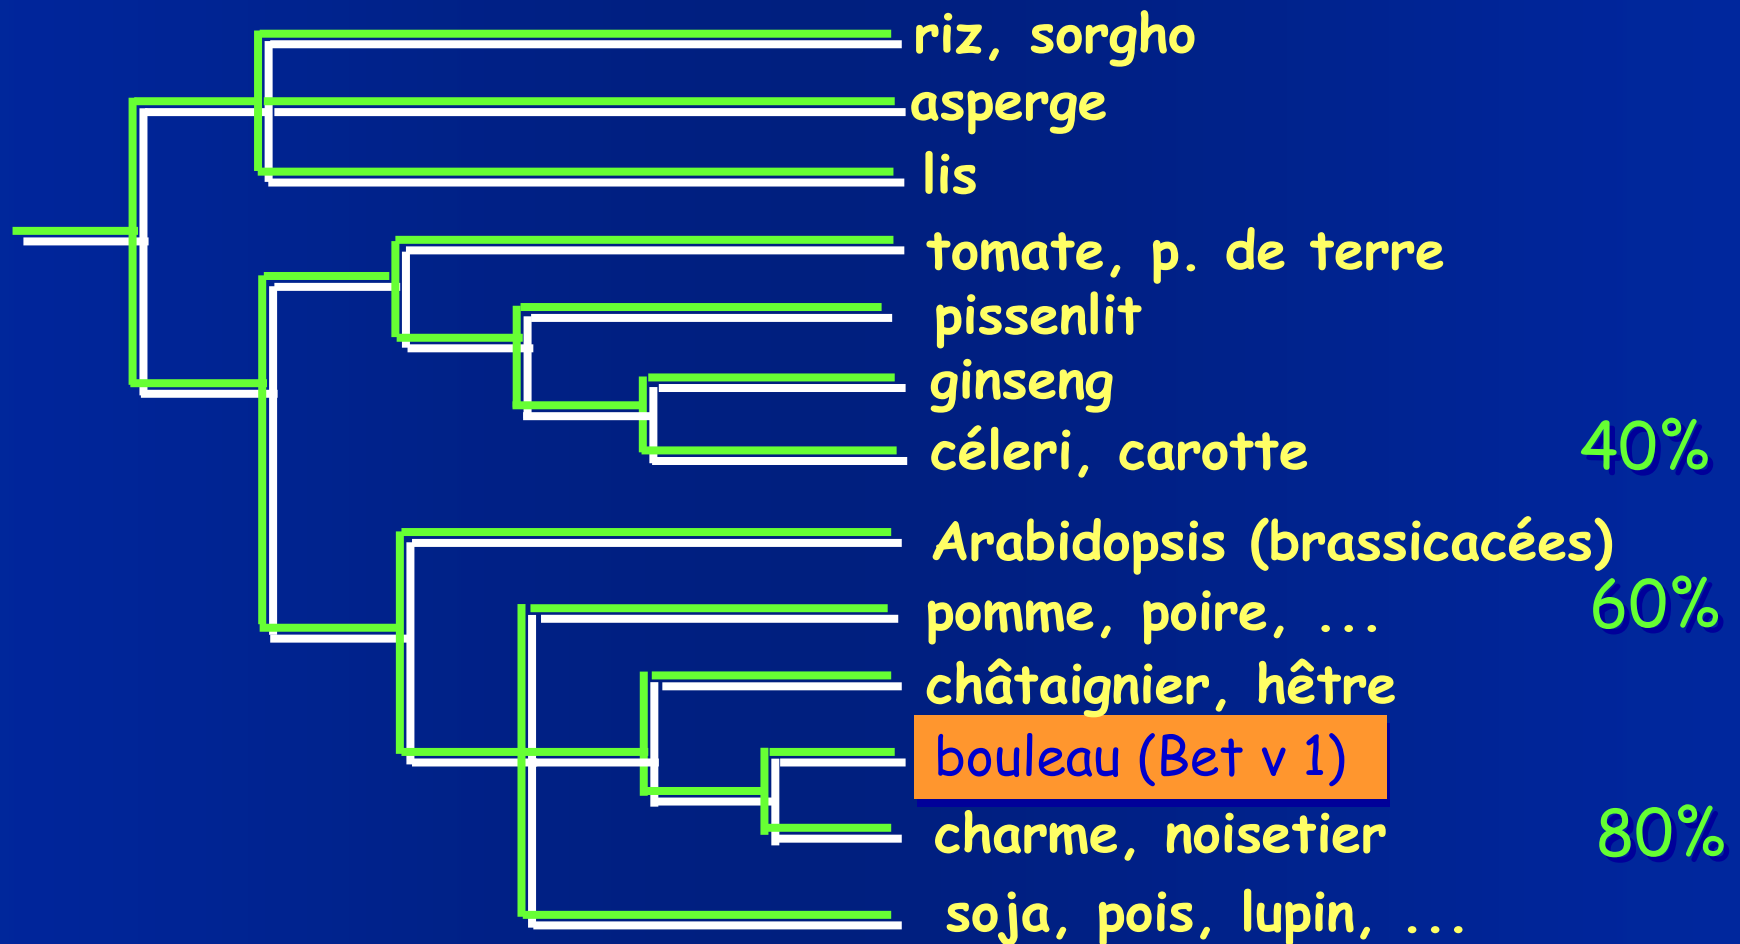 riz, sorgho
asperge
lis
tomate, p. de terre
pissenlit
ginseng
céleri, carotte 40%
Arabidopsis (brassicacées)
pomme, poire, ... 60%
châtaignier, hêtre
bouleau (Bet v 1)
charme, noisetier 80%
soja, pois, lupin, ...